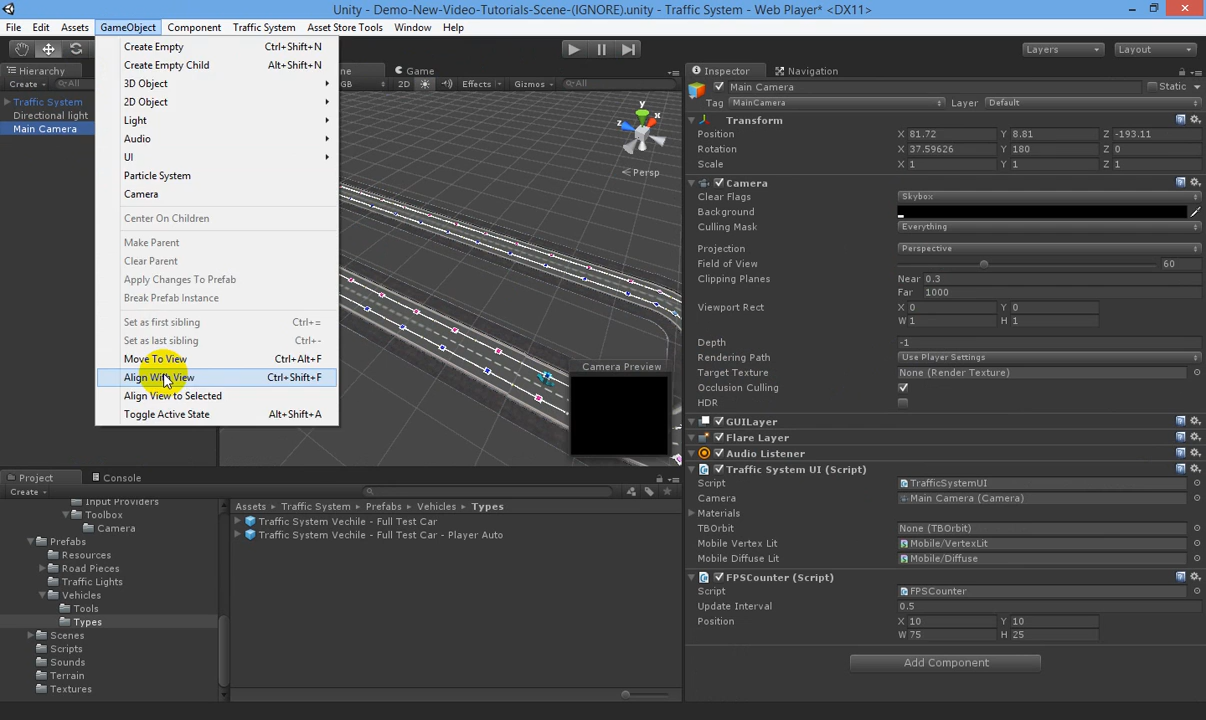 Unity - Demo-New-Video-Tutorials-Scene-(IGNORE).unity - Traffic System - Web Player* <DX11>
File Edit Assets GameObject Component Traffic System Asset Store Tools Window Help
Layers Layout
Hierarchy
Create All
Traffic System
Directional light
Main Camera
Create Empty Ctrl+Shift+N
Create Empty Child Alt+Shift+N
3D Object
2D Object
Light
Audio
UI
Particle System
Camera
Center On Children
Make Parent
Clear Parent
Apply Changes To Prefab
Break Prefab Instance
Set as first sibling Ctrl+=
Set as last sibling Ctrl+-
Move To View Ctrl+Alt+F
Align With View Ctrl+Shift+F
Align View to Selected
Toggle Active State Alt+Shift+A
ne Game
GB 2D Effects Gizmos All
y
x
z
Persp
Camera Preview
Inspector Navigation
Main Camera Static
Tag MainCamera Layer Default
Transform
Position X 81.72 Y 8.81 Z -193.11
Rotation X 37.59626 Y 180 Z 0
Scale X 1 Y 1 Z 1
Camera
Clear Flags Skybox
Background
Culling Mask Everything
Projection Perspective
Field of View 60
Clipping Planes Near 0.3
Far 1000
Viewport Rect X 0 Y 0
W 1 H 1
Depth -1
Rendering Path Use Player Settings
Target Texture None (Render Texture)
Occlusion Culling
HDR
GUILayer
Flare Layer
Audio Listener
Traffic System UI (Script)
Script TrafficSystemUI
Camera Main Camera (Camera)
Materials
TBOrbit None (TBOrbit)
Mobile Vertex Lit Mobile/VertexLit
Mobile Diffuse Lit Mobile/Diffuse
FPSCounter (Script)
Script FPSCounter
Update Interval 0.5
Position X 10 Y 10
W 75 H 25
Add Component
Project Console
Create
Input Providers
Toolbox
Camera
Prefabs
Resources
Road Pieces
Traffic Lights
Vehicles
Tools
Types
Scenes
Scripts
Sounds
Terrain
Textures
Assets Traffic System Prefabs Vehicles Types
Traffic System Vechile - Full Test Car
Traffic System Vechile - Full Test Car - Player Auto